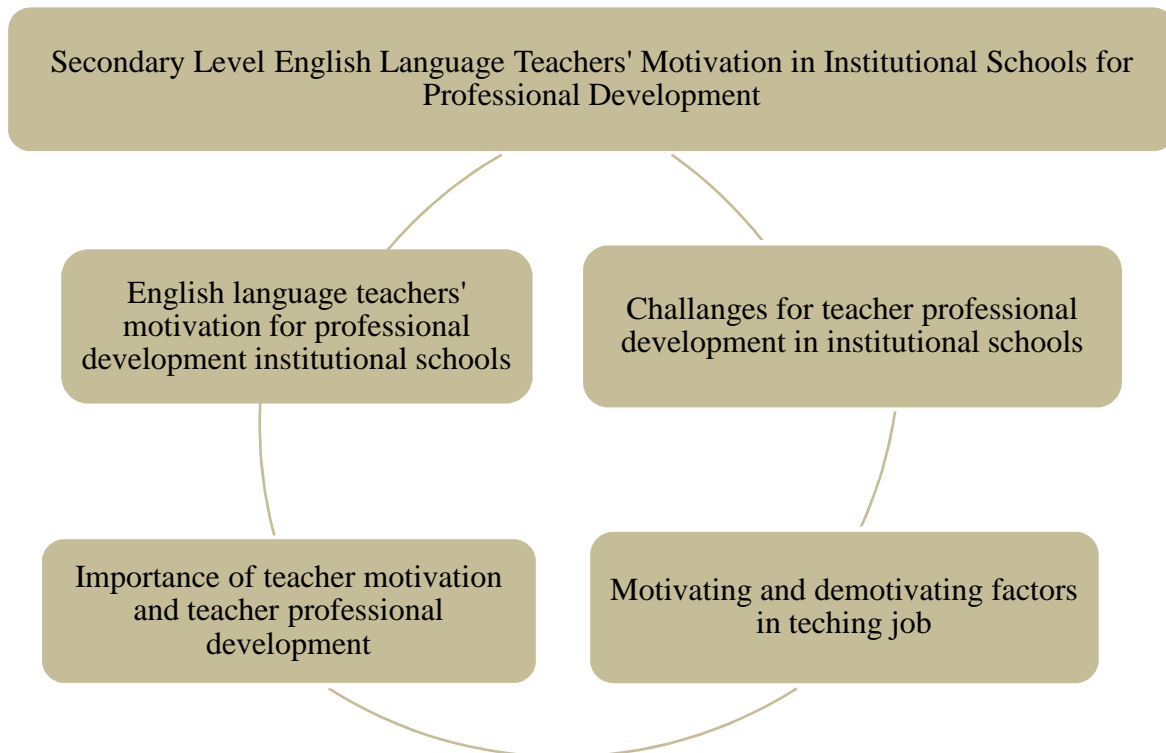 Secondary Level English Language Teachers' Motivation in Institutional Schools for
Professional Development
English language teachers'
motivation for professional
development institutional schools
Challanges for teacher professional
development in institutional schools
Importance of teacher motivation
and teacher professional
development
Motivating and demotivating factors
in teching job